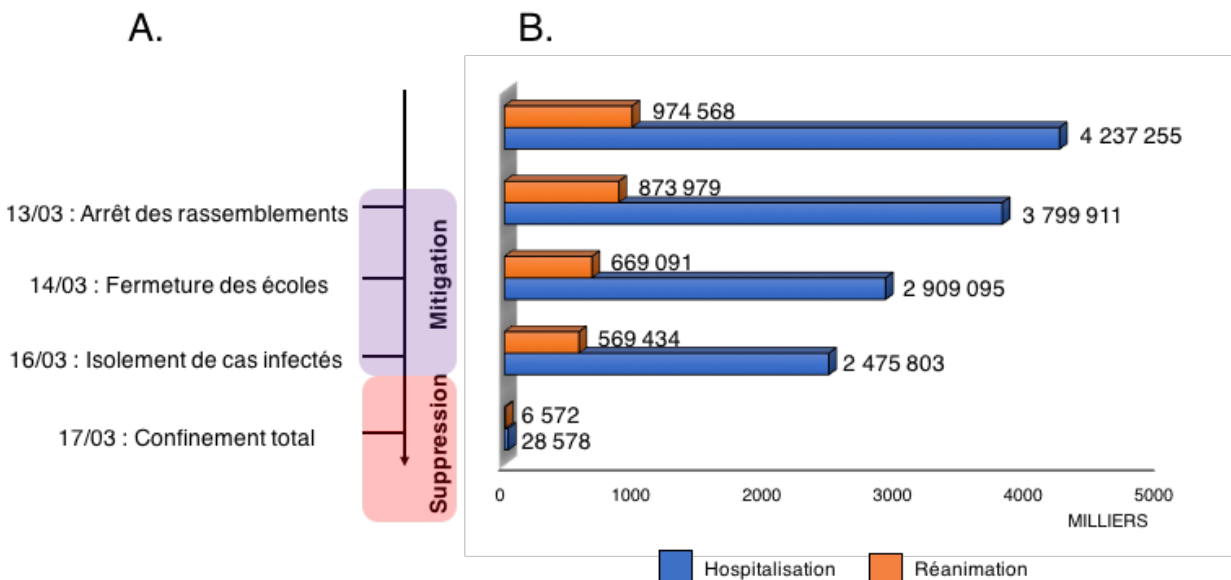 A.
B.
974 568
4 237 255
13/03 : Arrêt des rassemblements
873 979
3 799 911
Mitigation
14/03 : Fermeture des écoles
669 091
2 909 095
16/03 : Isolement de cas infectés
569 434
2 475 803
Suppression
17/03 : Confinement total
6 572
28 578
0 1000 2000 3000 4000 5000
MILLIERS
Hospitalisation Réanimation